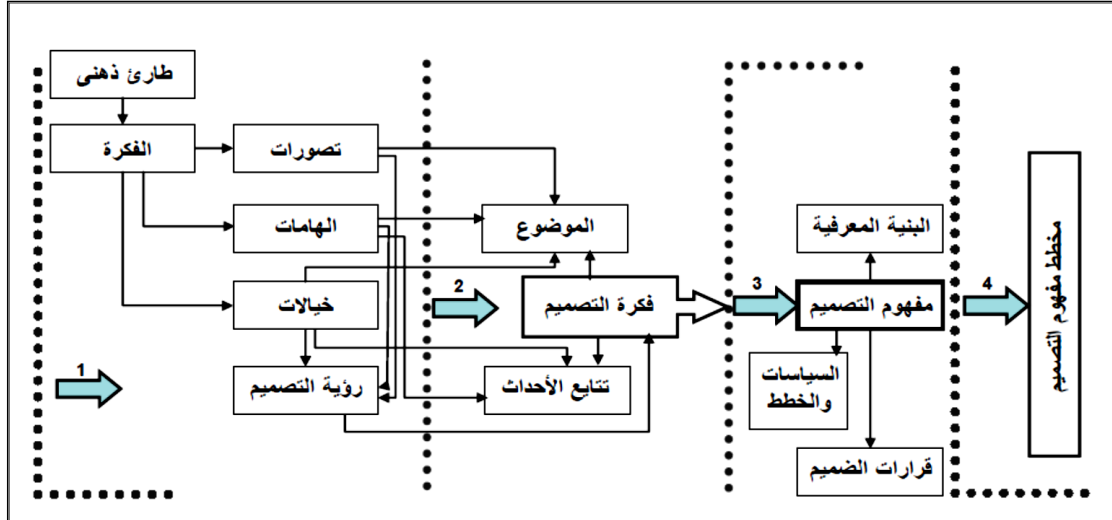 طارئ ذهنى
الفكرة
تصورات
الهامات
خيالات
رؤية التصميم
1
2
الموضوع
فكرة التصميم
تتايع الأحداث
3
البنية المعرفية
مفهوم التصميم
السياسات
والخطط
قرارات الضميم
4
مخطط مفهوم التصميم